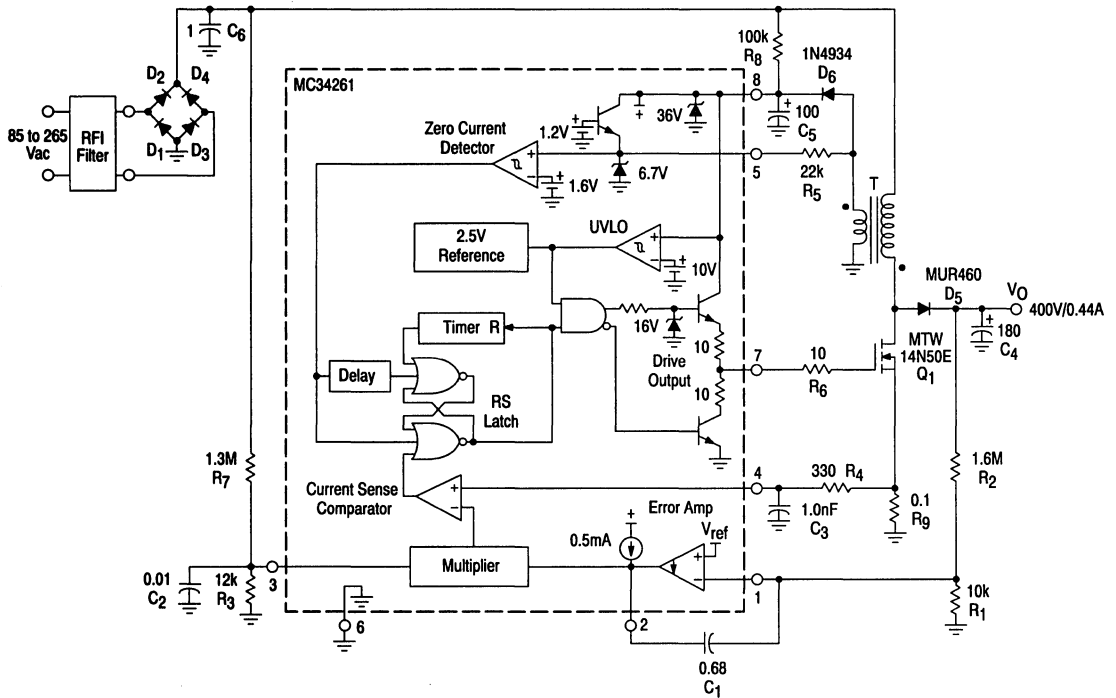 1
C6
D2
D4
D1
D3
85 to 265
Vac
RFI
Filter
MC34261
Zero Current
Detector
1.2V
+
36V
+
-
1.6V
6.7V
8
100k
R8
1N4934
D6
100
C5
5
22k
R5
T
2.5V
Reference
UVLO
+
-
10V
Timer R
Delay
RS
Latch
16V
10
Drive
Output
10
7
10
R6
MUR460
D5
VO
400V/0.44A
180
C4
MTW
14N50E
Q1
1.3M
R7
Current Sense
Comparator
+
-
4
330 R4
1.0nF
C3
0.1
R9
1.6M
R2
Error Amp
0.5mA
Vref
+
-
Multiplier
0.01
C2
12k
R3
3
6
2
1
0.68
C1
10k
R1